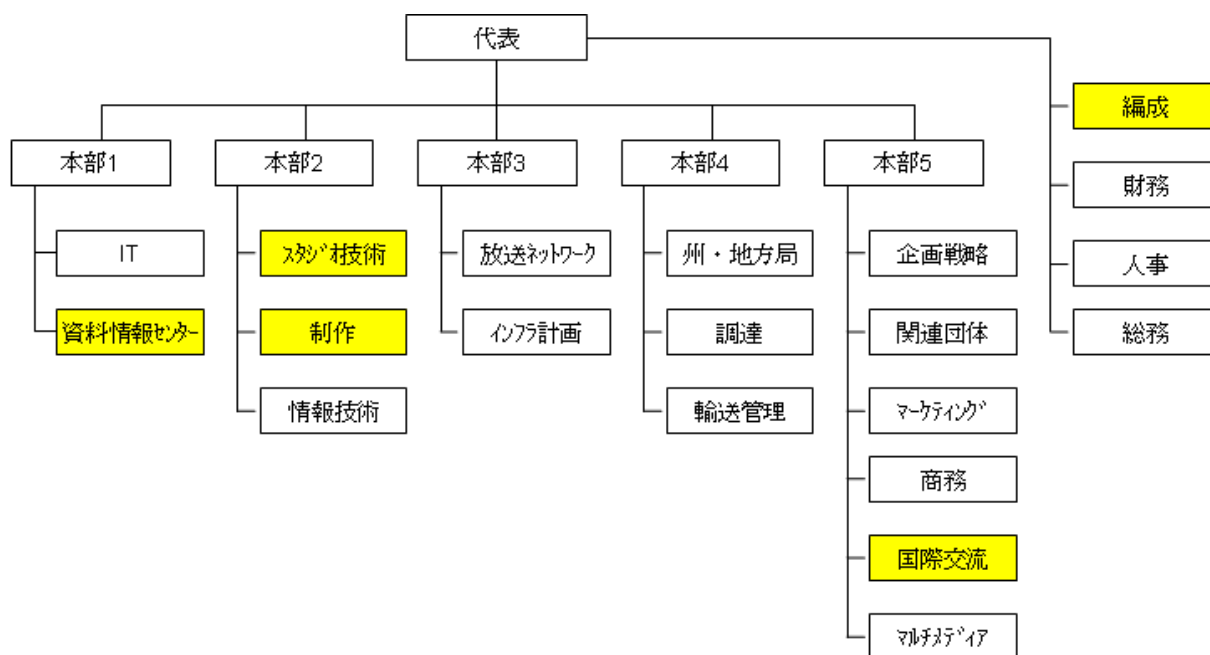 代表
編成
財務
人事
総務
本部1
本部2
本部3
本部4
本部5
IT
資料情報ｾﾝﾀｰ
ｽﾀｼﾞｵ技術
制作
情報技術
放送ﾈｯﾄﾜｰｸ
ｲﾝﾌﾗ計画
州・地方局
調達
輸送管理
企画戦略
関連団体
ﾏｰｹﾃｨﾝｸﾞ
商務
国際交流
ﾏﾙﾁﾒﾃﾞｨｱ